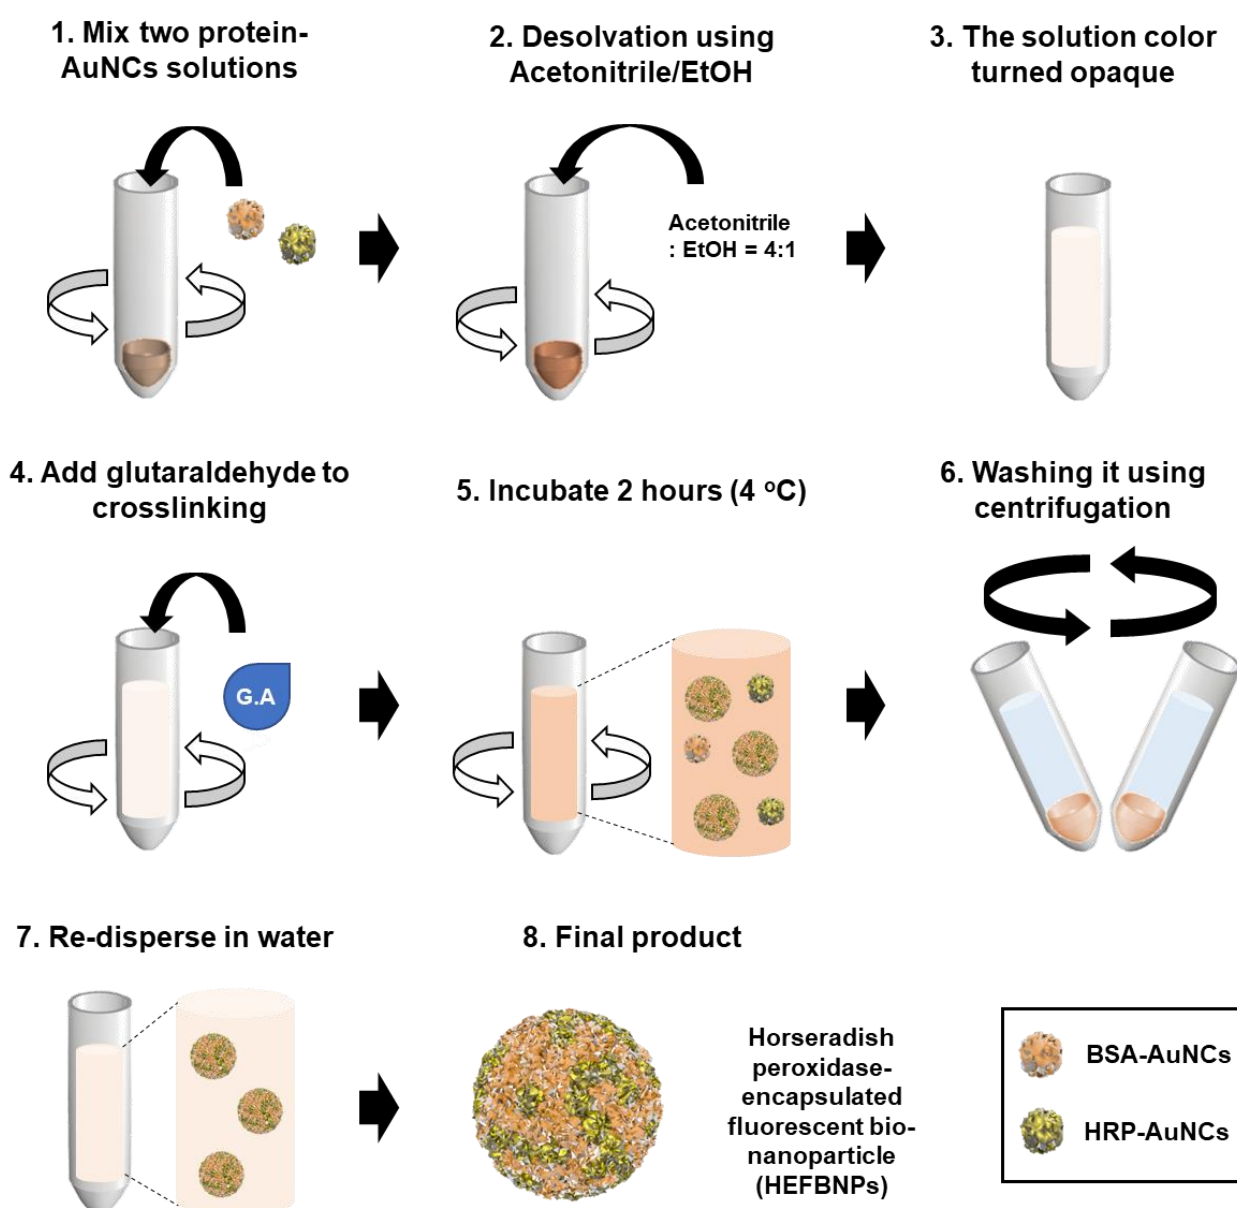 1. Mix two protein-
AuNCs solutions
2. Desolvation using
Acetonitrile/EtOH
3. The solution color
turned opaque
Acetonitrile
: EtOH = 4:1
4. Add glutaraldehyde to
crosslinking
5. Incubate 2 hours (4 ºC)
6. Washing it using
centrifugation
G.A
7. Re-disperse in water
8. Final product
Horseradish
peroxidase-
encapsulated
fluorescent bio-
nanoparticle
(HEFBNPs)
BSA-AuNCs
HRP-AuNCs